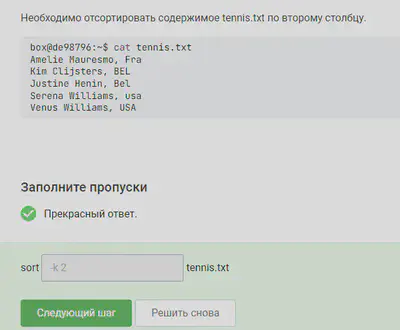 Необходимо отсортировать содержимое tennis.txt по второму столбцу.
box@de98796:~$ cat tennis.txt
Amelie Mauresmo, Fra
Kim Clijsters, BEL
Justine Henin, Bel
Serena Williams, usa
Venus Williams, USA
Заполните пропуски
Прекрасный ответ.
sort -k 2 tennis.txt
Следующий шаг Решить снова